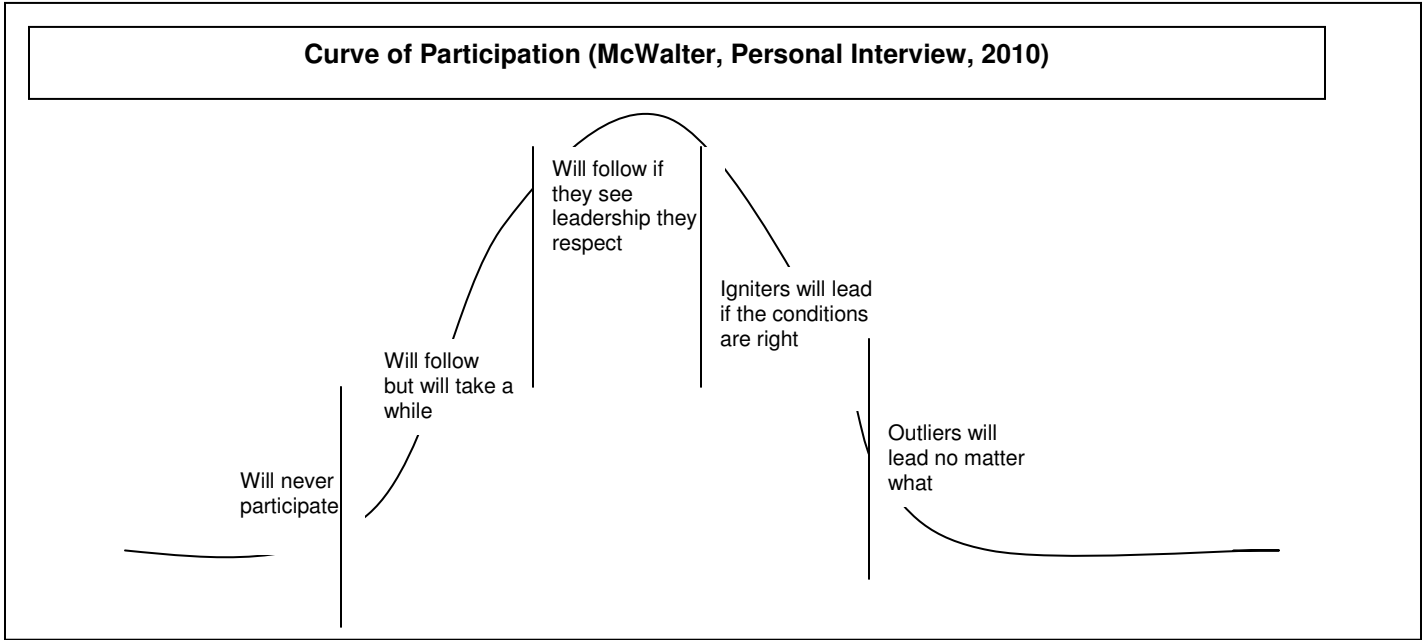 Curve of Participation (McWalter, Personal Interview, 2010)
Will never
participate
Will follow
but will take a
while
Will follow if
they see
leadership they
respect
Igniters will lead
if the conditions
are right
Outliers will
lead no matter
what